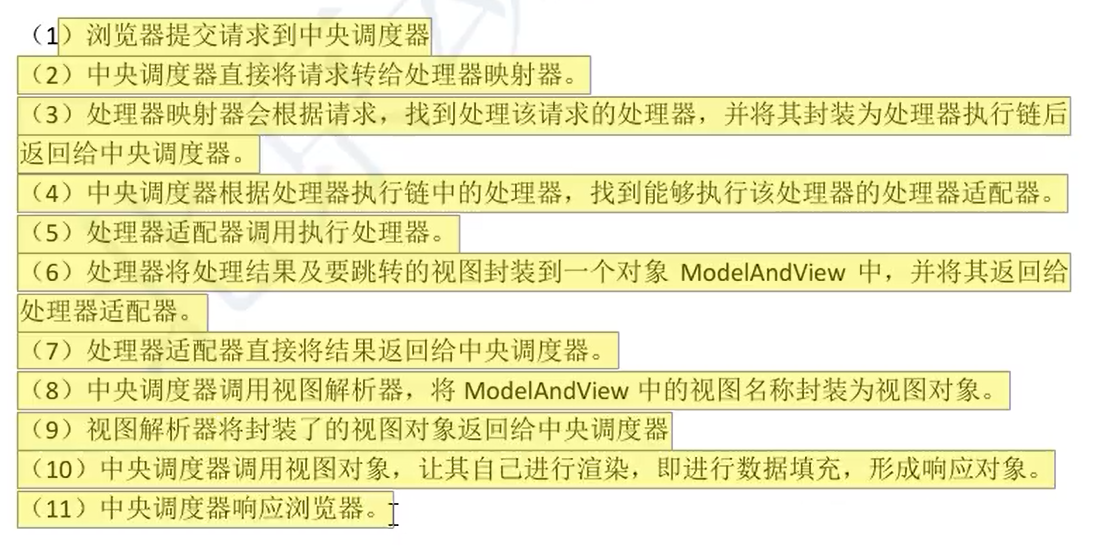 （1）浏览器提交请求到中央调度器
（2）中央调度器直接将请求转给处理器映射器。
（3）处理器映射器会根据请求，找到处理该请求的处理器，并将其封装为处理器执行链后
返回给中央调度器。
（4）中央调度器根据处理器执行链中的处理器，找到能够执行该处理器的处理器适配器。
（5）处理器适配器调用执行处理器。
（6）处理器将处理结果及要跳转的视图封装到一个对象 ModelAndView 中，并将其返回给
处理器适配器。
（7）处理器适配器直接将结果返回给中央调度器。
（8）中央调度器调用视图解析器，将 ModelAndView 中的视图名称封装为视图对象。
（9）视图解析器将封装了的视图对象返回给中央调度器
（10）中央调度器调用视图对象，让其自己进行渲染，即进行数据填充，形成响应对象。
（11）中央调度器响应浏览器。